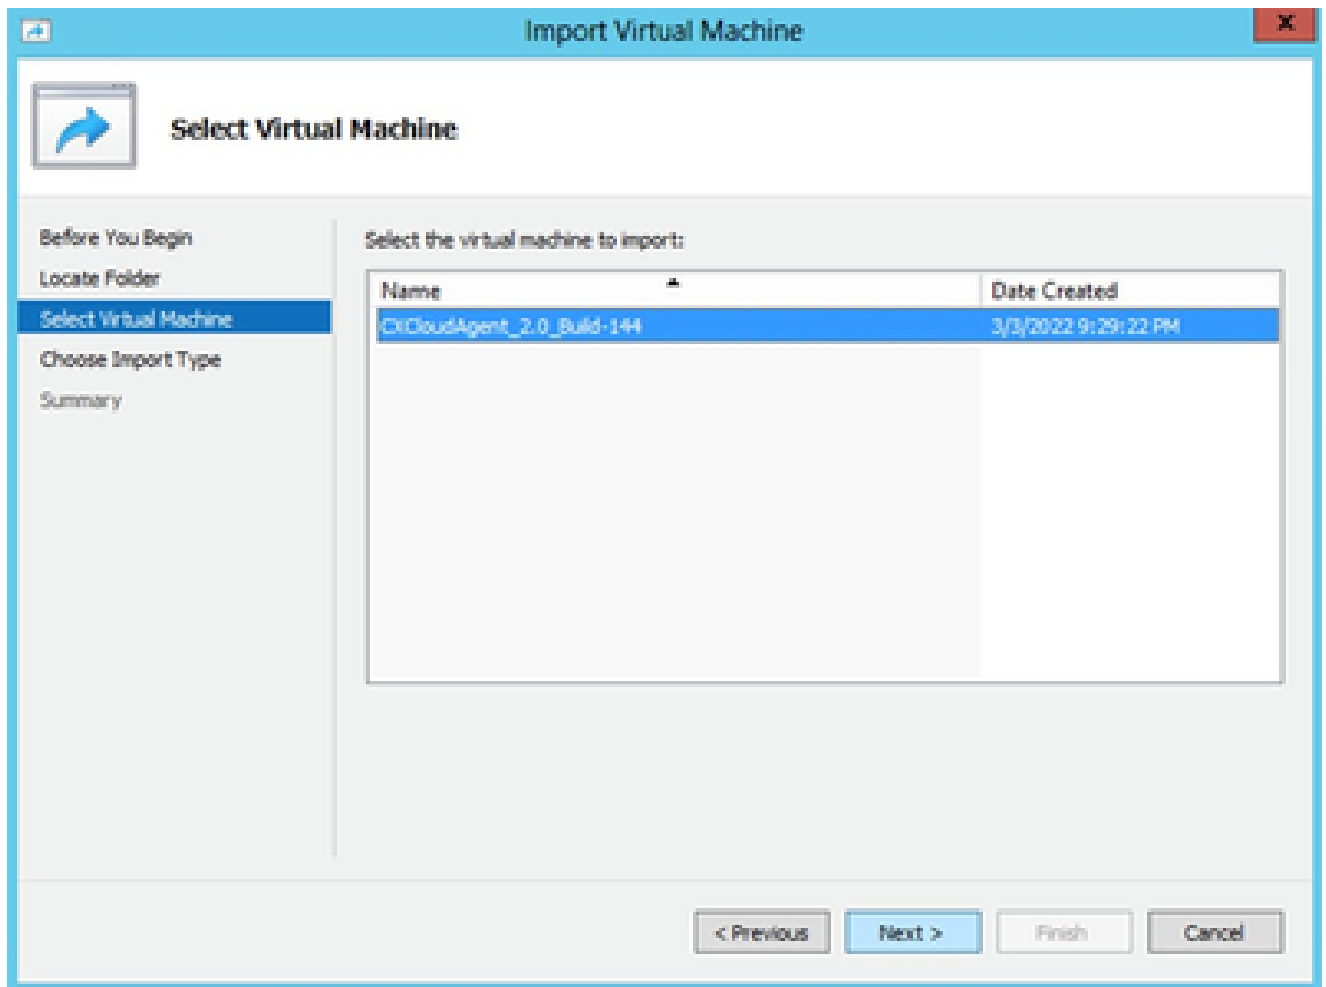 Import Virtual Machine
x
Select Virtual Machine
Before You Begin
Locate Folder
Select Virtual Machine
Choose Import Type
Summary
Select the virtual machine to import:
Name Date Created
CXCloudAgent_2.0_Build-144 3/3/2022 9:29:22 PM
< Previous Next > Finish Cancel